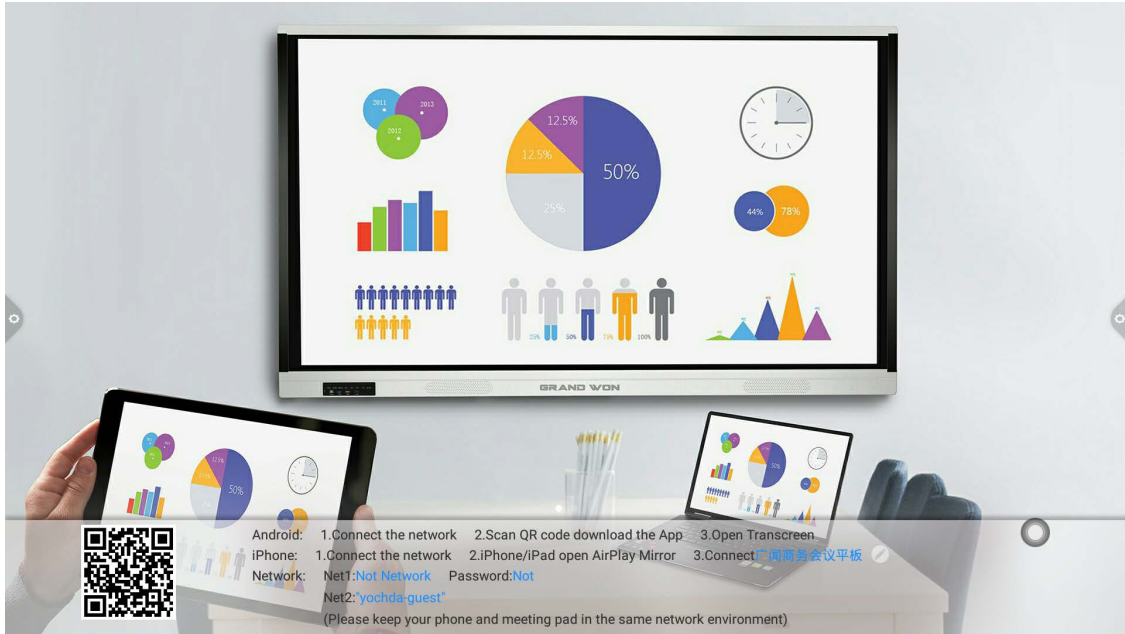 2011
2013
2012
12.5%
12.5%
50%
25%
44%
78%
25%
50%
75%
100%
GRAND WON
50%
50%
Android: 1.Connect the network 2.Scan QR code download the App 3.Open Transcreen
iPhone: 1.Connect the network 2.iPhone/iPad open AirPlay Mirror 3.Connect广闻商务会议平板
Network: Net1:Not Network Password:Not
Net2:"yochda-guest"
(Please keep your phone and meeting pad in the same network environment)